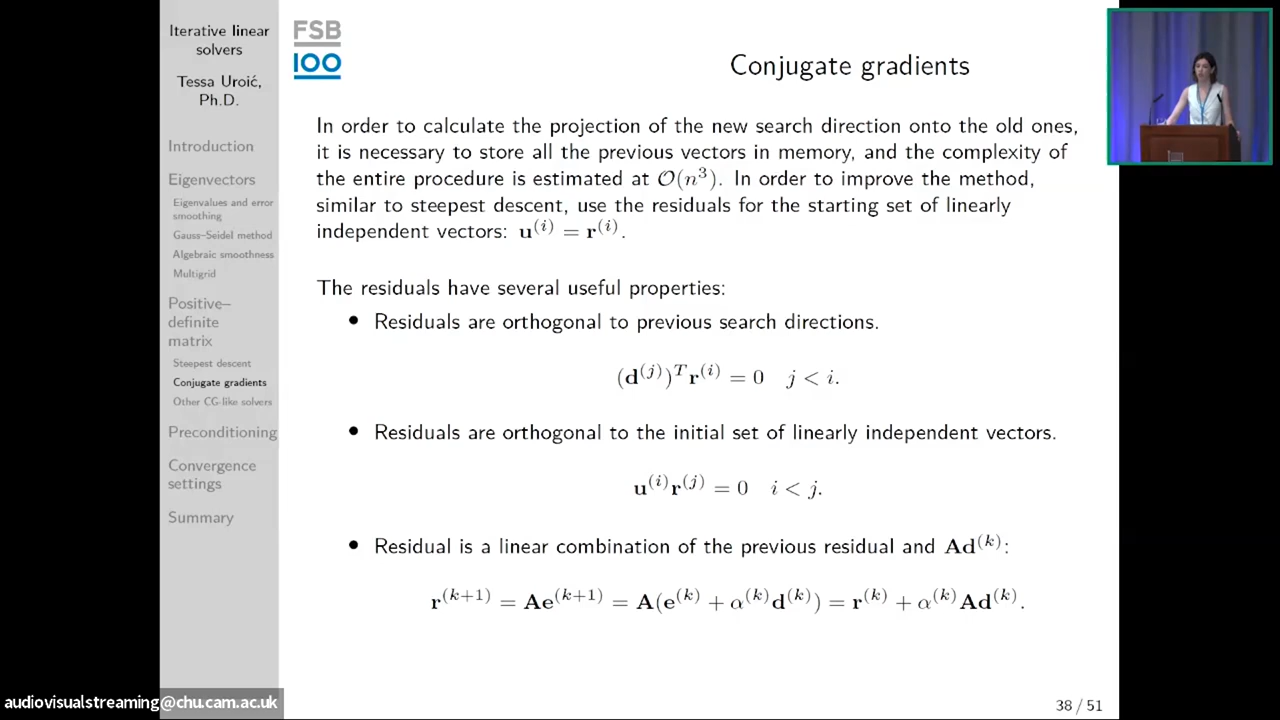 Iterative linear
solvers
Tessa Uroić,
Ph.D.
Introduction
Eigenvectors
Eigenvalues and error
smoothing
Gauss–Seidel method
Algebraic smoothness
Multigrid
Positive–
definite
matrix
Steepest descent
Conjugate gradients
Other CG-like solvers
Preconditioning
Convergence
settings
Summary
FSB
100
Conjugate gradients
In order to calculate the projection of the new search direction onto the old ones,
it is necessary to store all the previous vectors in memory, and the complexity of
the entire procedure is estimated at 𝒪(n³). In order to improve the method,
similar to steepest descent, use the residuals for the starting set of linearly
independent vectors: u⁽ⁱ⁾ = r⁽ⁱ⁾.
The residuals have several useful properties:
• Residuals are orthogonal to previous search directions.
(d⁽ʲ⁾)ᵀr⁽ⁱ⁾ = 0 j < i.
• Residuals are orthogonal to the initial set of linearly independent vectors.
u⁽ⁱ⁾r⁽ʲ⁾ = 0 i < j.
• Residual is a linear combination of the previous residual and Ad⁽ᵏ⁾:
r⁽ᵏ⁺¹⁾ = Ae⁽ᵏ⁺¹⁾ = A(e⁽ᵏ⁾ + α⁽ᵏ⁾d⁽ᵏ⁾) = r⁽ᵏ⁾ + α⁽ᵏ⁾Ad⁽ᵏ⁾.
audiovisualstreaming@chu.cam.ac.uk
38 / 51